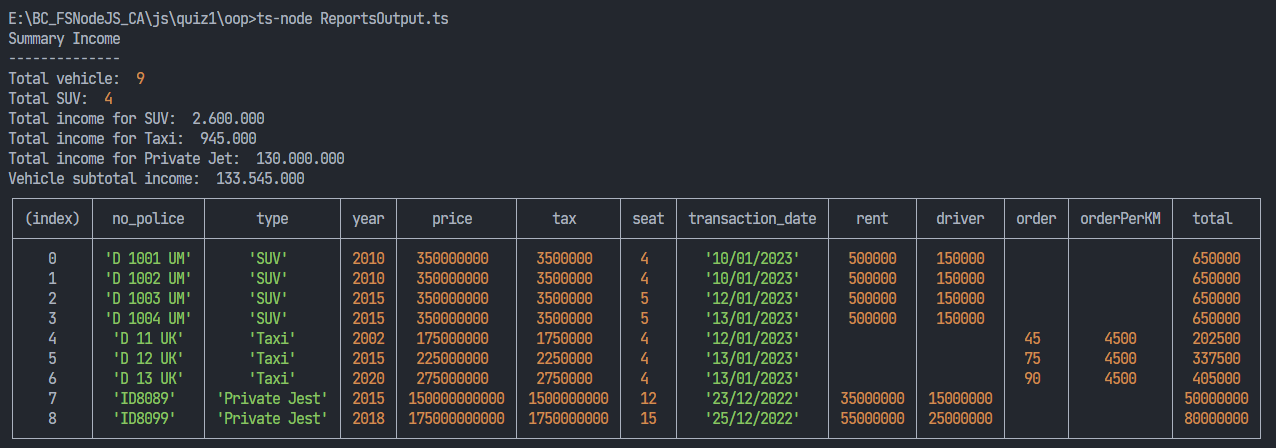 E:\BC_FSNodeJS_CA\js\quiz1\oop>ts-node ReportsOutput.ts
Summary Income
--------------
Total vehicle:  9
Total SUV:  4
Total income for SUV:  2.600.000
Total income for Taxi:  945.000
Total income for Private Jet:  130.000.000
Vehicle subtotal income:  133.545.000
(index) no_police type year price tax seat transaction_date rent driver order orderPerKM total
0 'D 1001 UM' 'SUV' 2010 350000000 3500000 4 '10/01/2023' 500000 150000 650000
1 'D 1002 UM' 'SUV' 2010 350000000 3500000 4 '10/01/2023' 500000 150000 650000
2 'D 1003 UM' 'SUV' 2015 350000000 3500000 5 '12/01/2023' 500000 150000 650000
3 'D 1004 UM' 'SUV' 2015 350000000 3500000 5 '13/01/2023' 500000 150000 650000
4 'D 11 UK' 'Taxi' 2002 175000000 1750000 4 '12/01/2023' 45 4500 202500
5 'D 12 UK' 'Taxi' 2015 225000000 2250000 4 '13/01/2023' 75 4500 337500
6 'D 13 UK' 'Taxi' 2020 275000000 2750000 4 '13/01/2023' 90 4500 405000
7 'ID8089' 'Private Jest' 2015 150000000000 1500000000 12 '23/12/2022' 35000000 15000000 50000000
8 'ID8099' 'Private Jest' 2018 175000000000 1750000000 15 '25/12/2022' 55000000 25000000 80000000